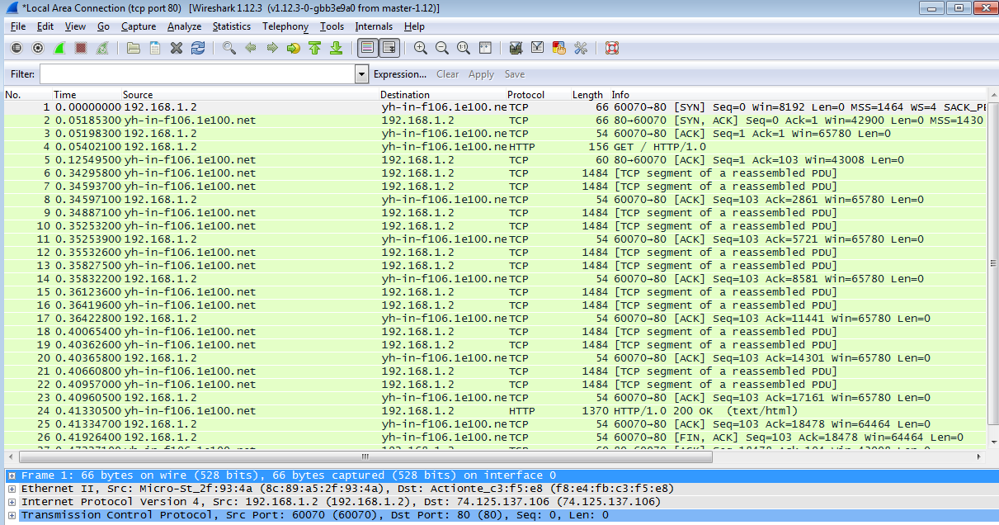 *Local Area Connection (tcp port 80) [Wireshark 1.12.3 (v1.12.3-0-gbb3e9a0 from master-1.12)]
File Edit View Go Capture Analyze Statistics Telephony Tools Internals Help
Filter: Expression... Clear Apply Save
No. Time Source Destination Protocol Length Info
1 0.00000000 192.168.1.2 yh-in-f106.1e100.ne TCP 66 60070→80 [SYN] Seq=0 Win=8192 Len=0 MSS=1464 WS=4 SACK_PE
2 0.05185300 yh-in-f106.1e100.net 192.168.1.2 TCP 66 80→60070 [SYN, ACK] Seq=0 Ack=1 Win=42900 Len=0 MSS=1430
3 0.05198300 192.168.1.2 yh-in-f106.1e100.ne TCP 54 60070→80 [ACK] Seq=1 Ack=1 Win=65780 Len=0
4 0.05402100 192.168.1.2 yh-in-f106.1e100.ne HTTP 156 GET / HTTP/1.0
5 0.12549500 yh-in-f106.1e100.net 192.168.1.2 TCP 60 80→60070 [ACK] Seq=1 Ack=103 Win=43008 Len=0
6 0.34295800 yh-in-f106.1e100.net 192.168.1.2 TCP 1484 [TCP segment of a reassembled PDU]
7 0.34593700 yh-in-f106.1e100.net 192.168.1.2 TCP 1484 [TCP segment of a reassembled PDU]
8 0.34597100 192.168.1.2 yh-in-f106.1e100.ne TCP 54 60070→80 [ACK] Seq=103 Ack=2861 Win=65780 Len=0
9 0.34887100 yh-in-f106.1e100.net 192.168.1.2 TCP 1484 [TCP segment of a reassembled PDU]
10 0.35253200 yh-in-f106.1e100.net 192.168.1.2 TCP 1484 [TCP segment of a reassembled PDU]
11 0.35253900 192.168.1.2 yh-in-f106.1e100.ne TCP 54 60070→80 [ACK] Seq=103 Ack=5721 Win=65780 Len=0
12 0.35532600 yh-in-f106.1e100.net 192.168.1.2 TCP 1484 [TCP segment of a reassembled PDU]
13 0.35827500 yh-in-f106.1e100.net 192.168.1.2 TCP 1484 [TCP segment of a reassembled PDU]
14 0.35832200 192.168.1.2 yh-in-f106.1e100.ne TCP 54 60070→80 [ACK] Seq=103 Ack=8581 Win=65780 Len=0
15 0.36123600 yh-in-f106.1e100.net 192.168.1.2 TCP 1484 [TCP segment of a reassembled PDU]
16 0.36419600 yh-in-f106.1e100.net 192.168.1.2 TCP 1484 [TCP segment of a reassembled PDU]
17 0.36422800 192.168.1.2 yh-in-f106.1e100.ne TCP 54 60070→80 [ACK] Seq=103 Ack=11441 Win=65780 Len=0
18 0.40065400 yh-in-f106.1e100.net 192.168.1.2 TCP 1484 [TCP segment of a reassembled PDU]
19 0.40362600 yh-in-f106.1e100.net 192.168.1.2 TCP 1484 [TCP segment of a reassembled PDU]
20 0.40365800 192.168.1.2 yh-in-f106.1e100.ne TCP 54 60070→80 [ACK] Seq=103 Ack=14301 Win=65780 Len=0
21 0.40660800 yh-in-f106.1e100.net 192.168.1.2 TCP 1484 [TCP segment of a reassembled PDU]
22 0.40957000 yh-in-f106.1e100.net 192.168.1.2 TCP 1484 [TCP segment of a reassembled PDU]
23 0.40960500 192.168.1.2 yh-in-f106.1e100.ne TCP 54 60070→80 [ACK] Seq=103 Ack=17161 Win=65780 Len=0
24 0.41330500 yh-in-f106.1e100.net 192.168.1.2 HTTP 1370 HTTP/1.0 200 OK (text/html)
25 0.41334700 192.168.1.2 yh-in-f106.1e100.ne TCP 54 60070→80 [ACK] Seq=103 Ack=18478 Win=64464 Len=0
26 0.41926400 192.168.1.2 yh-in-f106.1e100.ne TCP 54 60070→80 [FIN, ACK] Seq=103 Ack=18478 Win=64464 Len=0
Frame 1: 66 bytes on wire (528 bits), 66 bytes captured (528 bits) on interface 0
Ethernet II, Src: Micro-St_2f:93:4a (8c:89:a5:2f:93:4a), Dst: Actionte_c3:f5:e8 (f8:e4:fb:c3:f5:e8)
Internet Protocol Version 4, Src: 192.168.1.2 (192.168.1.2), Dst: 74.125.137.106 (74.125.137.106)
Transmission Control Protocol, Src Port: 60070 (60070), Dst Port: 80 (80), Seq: 0, Len: 0